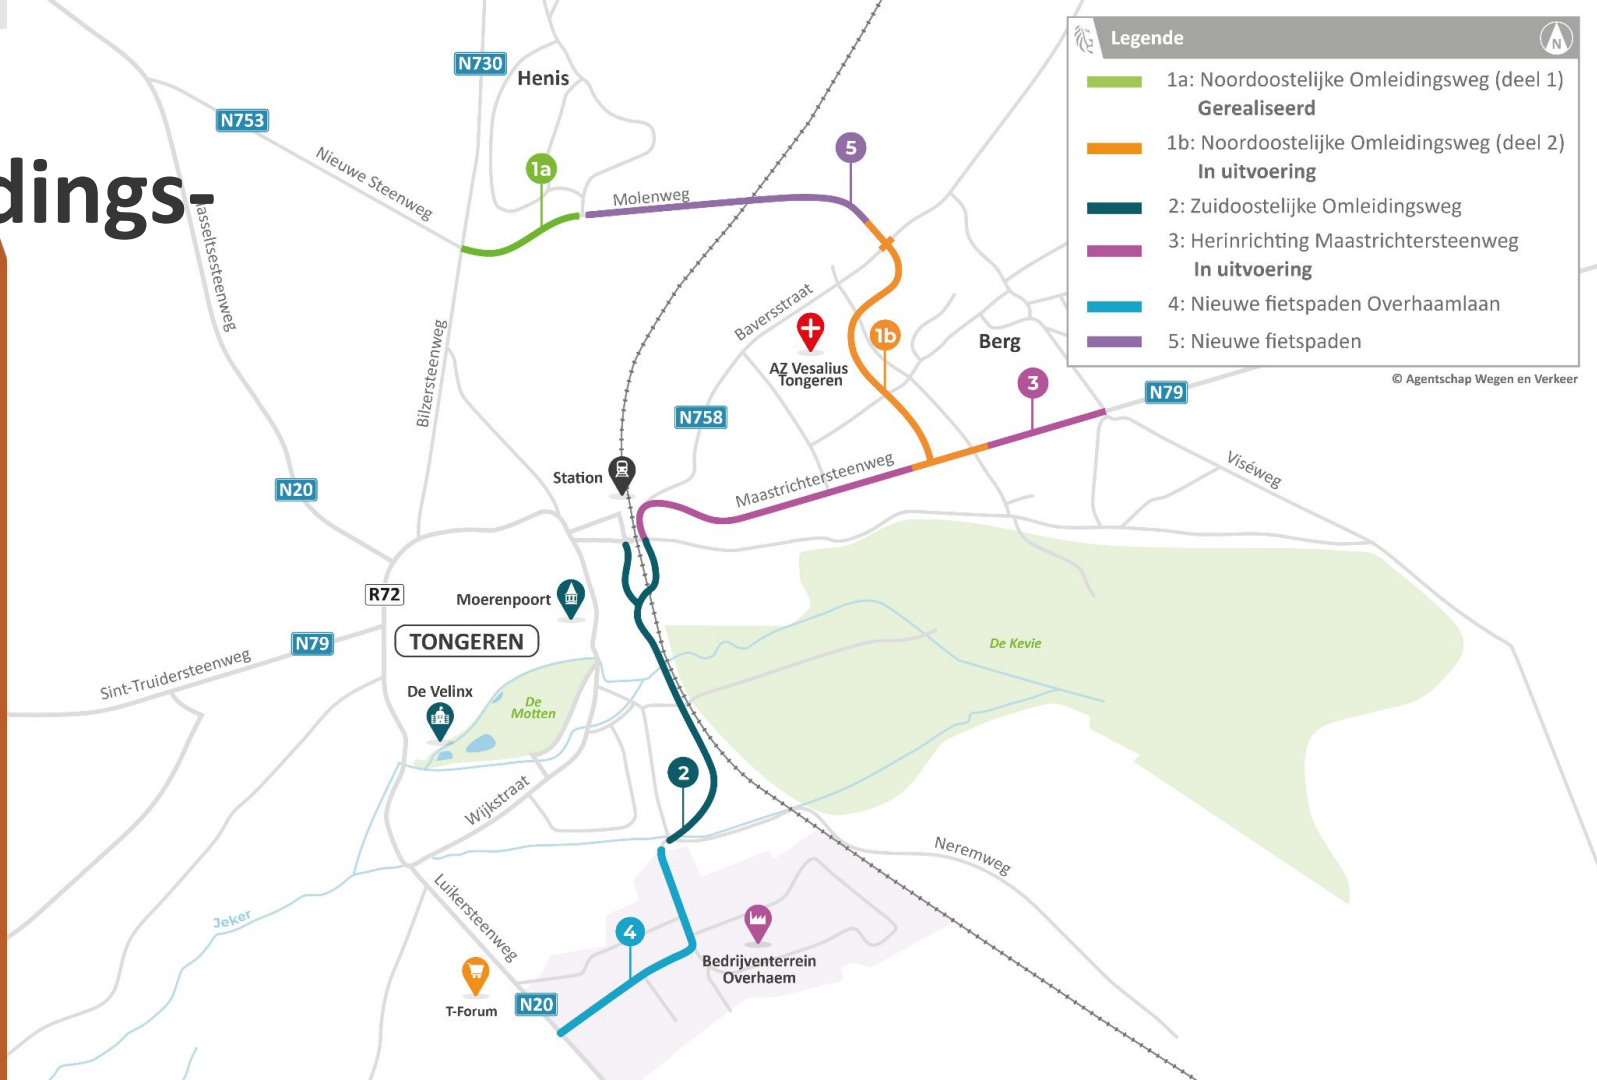 dings-
Legende
N
1a: Noordoostelijke Omleidingsweg (deel 1)
Gerealiseerd
1b: Noordoostelijke Omleidingsweg (deel 2)
In uitvoering
2: Zuidoostelijke Omleidingsweg
3: Herinrichting Maastrichtersteenweg
In uitvoering
4: Nieuwe fietspaden Overhaamlaan
5: Nieuwe fietspaden
© Agentschap Wegen en Verkeer
N730
Henis
N753
Nieuwe Steenweg
1a
Molenweg
5
asseltsesteenweg
Bilzersteenweg
Baversstraat
AZ Vesalius
Tongeren
1b
Berg
3
N79
N758
Station
Maastrichtersteenweg
Viséweg
N20
R72
Moerenpoort
TONGEREN
N79
Sint-Truidersteenweg
De Velinx
De
Motten
De Kevie
2
Wijkstraat
Neremweg
Luikersteenweg
Jeker
4
Bedrijventerrein
Overhaem
T-Forum
N20